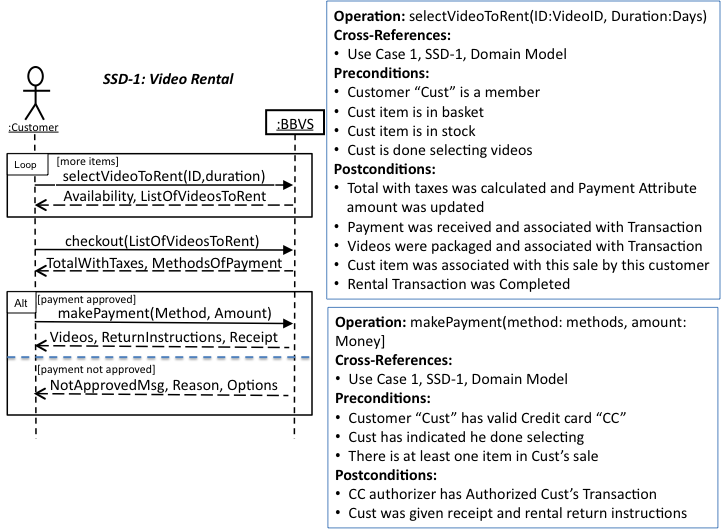 SSD-1: Video Rental
:Customer
:BBVS
Loop
[more items]
selectVideoToRent(ID,duration)
Availability, ListOfVideosToRent
checkout(ListOfVideosToRent)
TotalWithTaxes, MethodsOfPayment
Alt
[payment approved]
makePayment(Method, Amount)
Videos, ReturnInstructions, Receipt
[payment not approved]
NotApprovedMsg, Reason, Options
Operation: selectVideoToRent(ID:VideoID, Duration:Days)
Cross-References:
• Use Case 1, SSD-1, Domain Model
Preconditions:
• Customer “Cust” is a member
• Cust item is in basket
• Cust item is in stock
• Cust is done selecting videos
Postconditions:
• Total with taxes was calculated and Payment Attribute
amount was updated
• Payment was received and associated with Transaction
• Videos were packaged and associated with Transaction
• Cust item was associated with this sale by this customer
• Rental Transaction was Completed
Operation: makePayment(method: methods, amount:
Money]
Cross-References:
• Use Case 1, SSD-1, Domain Model
Preconditions:
• Customer “Cust” has valid Credit card “CC”
• Cust has indicated he done selecting
• There is at least one item in Cust’s sale
Postconditions:
• CC authorizer has Authorized Cust’s Transaction
• Cust was given receipt and rental return instructions